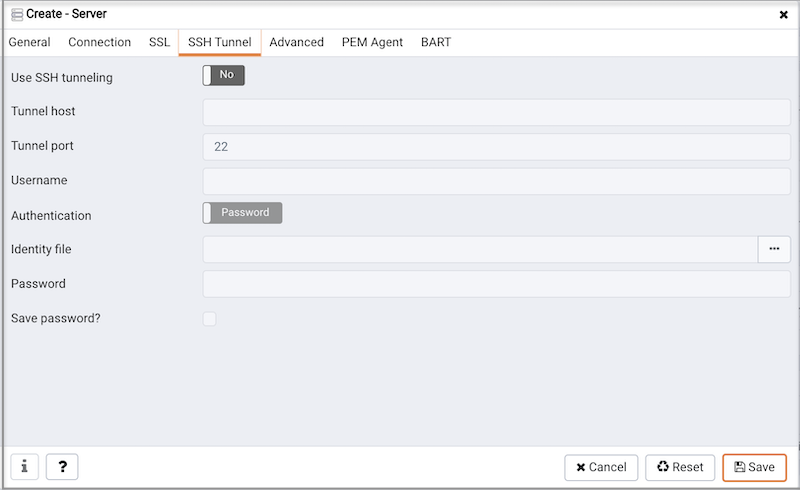 Create - Server
General Connection SSL SSH Tunnel Advanced PEM Agent BART
Use SSH tunneling No
Tunnel host
Tunnel port 22
Username
Authentication Password
Identity file ...
Password
Save password?
i ? Cancel Reset Save